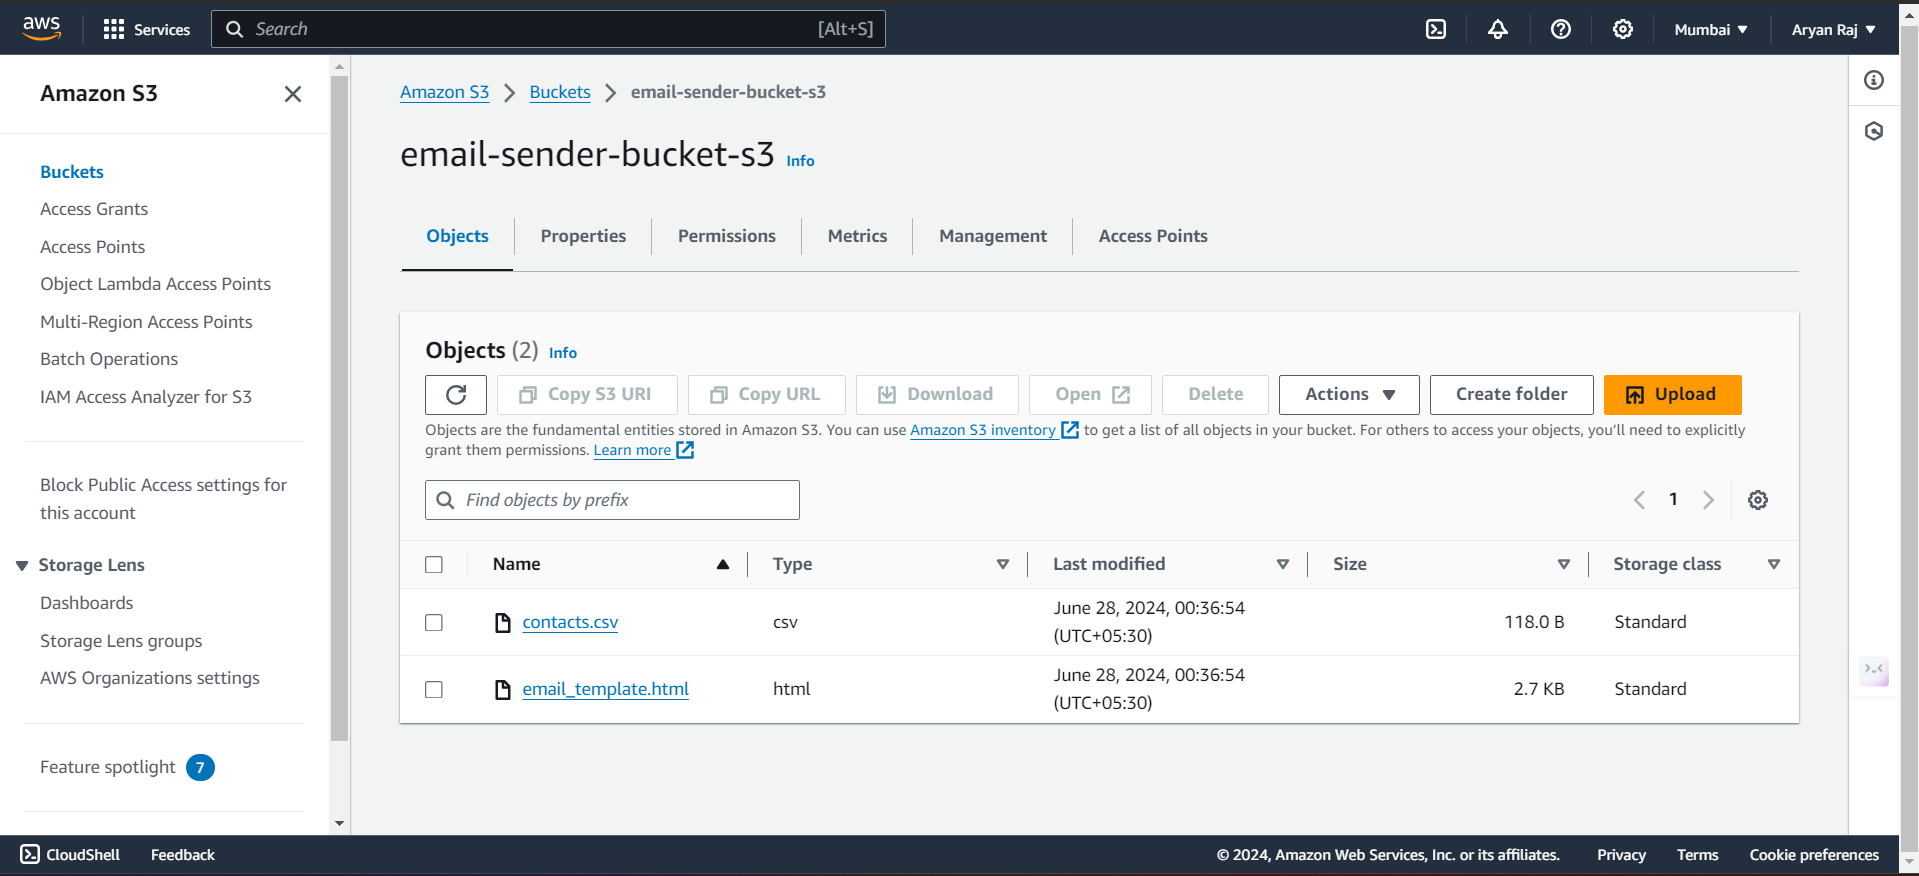 aws
Services
Search
[Alt+S]
Mumbai
Aryan Raj
Amazon S3
Buckets
Access Grants
Access Points
Object Lambda Access Points
Multi-Region Access Points
Batch Operations
IAM Access Analyzer for S3
Block Public Access settings for
this account
Storage Lens
Dashboards
Storage Lens groups
AWS Organizations settings
Feature spotlight 7
Amazon S3 > Buckets > email-sender-bucket-s3
email-sender-bucket-s3 Info
Objects
Properties
Permissions
Metrics
Management
Access Points
Objects (2) Info
Copy S3 URI
Copy URL
Download
Open
Delete
Actions
Create folder
Upload
Objects are the fundamental entities stored in Amazon S3. You can use Amazon S3 inventory to get a list of all objects in your bucket. For others to access your objects, you’ll need to explicitly
grant them permissions. Learn more
Find objects by prefix
1
Name Type Last modified Size Storage class
contacts.csv csv June 28, 2024, 00:36:54 (UTC+05:30) 118.0 B Standard
email_template.html html June 28, 2024, 00:36:54 (UTC+05:30) 2.7 KB Standard
CloudShell
Feedback
© 2024, Amazon Web Services, Inc. or its affiliates.
Privacy
Terms
Cookie preferences